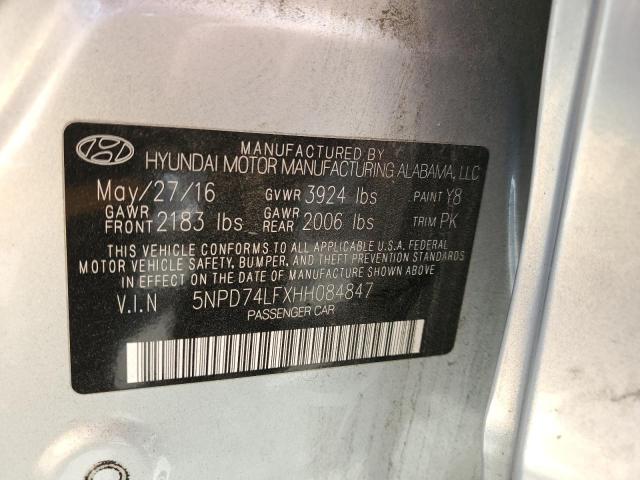 MANUFACTURED BY
HYUNDAI MOTOR MANUFACTURING ALABAMA, LLC
May/27/16 GVWR 3924 lbs PAINT Y8
GAWR FRONT 2183 lbs GAWR REAR 2006 lbs TRIM PK
THIS VEHICLE CONFORMS TO ALL APPLICABLE U.S.A. FEDERAL
MOTOR VEHICLE SAFETY, BUMPER, AND THEFT PREVENTION STANDARDS
IN EFFECT ON THE DATE OF MANUFACTURE SHOWN ABOVE.
V.I.N 5NPD74LFXHH084847
PASSENGER CAR